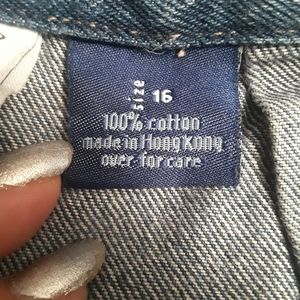 size 16
100% cotton
made in Hong Kong
over for care